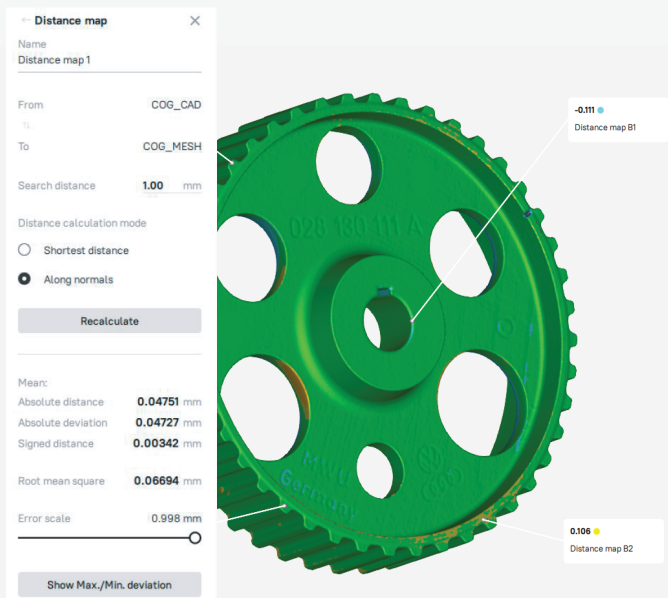 ← Distance map ×
Name
Distance map 1
From COG_CAD
↑↓
To COG_MESH
Search distance 1.00 mm
Distance calculation mode
Shortest distance
Along normals
Recalculate
Mean:
Absolute distance 0.04751 mm
Absolute deviation 0.04727 mm
Signed distance 0.00342 mm
Root mean square 0.06694 mm
Error scale 0.998 mm
Show Max./Min. deviation
-0.111
Distance map B1
028 130 111 A
MWLI
Germany
0.106
Distance map B2